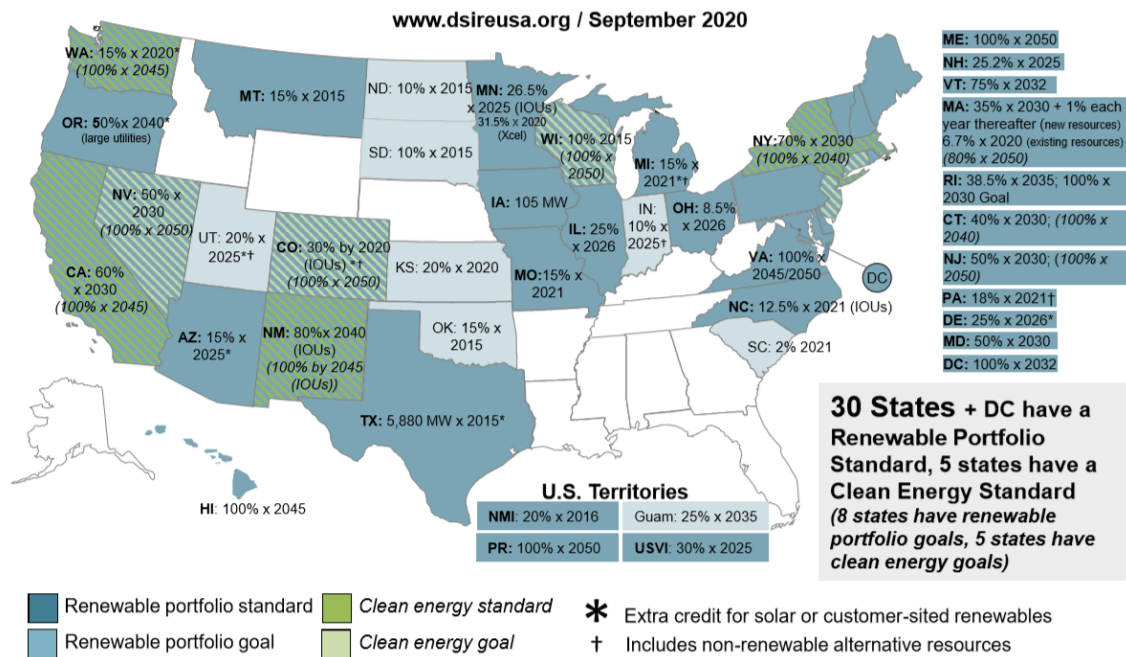 www.dsireusa.org / September 2020
WA: 15% x 2020*
(100% x 2045)
OR: 50%x 2040*
(large utilities)
MT: 15% x 2015
ND: 10% x 2015
SD: 10% x 2015
MN: 26.5%
x 2025 (IOUs)
31.5% x 2020
(Xcel)
WI: 10% 2015
(100% x
2050)
MI: 15% x
2021*†
NY:70% x 2030
(100% x 2040)
NV: 50% x
2030
(100% x 2050)
UT: 20% x
2025*†
CO: 30% by 2020
(IOUs) *†
(100% x 2050)
CA: 60%
x 2030
(100% x 2045)
IA: 105 MW
IL: 25%
x 2026
IN:
10% x
2025†
OH: 8.5%
x 2026
KS: 20% x 2020
MO:15% x
2021
VA: 100% x
2045/2050
DC
NC: 12.5% x 2021 (IOUs)
AZ: 15% x
2025*
NM: 80%x 2040
(IOUs)
(100% by 2045
(IOUs))
OK: 15% x
2015
SC: 2% 2021
TX: 5,880 MW x 2015*
HI: 100% x 2045
ME: 100% x 2050
NH: 25.2% x 2025
VT: 75% x 2032
MA: 35% x 2030 + 1% each
year thereafter (new resources)
6.7% x 2020 (existing resources)
(80% x 2050)
RI: 38.5% x 2035; 100% x
2030 Goal
CT: 40% x 2030; (100% x
2040)
NJ: 50% x 2030; (100% x
2050)
PA: 18% x 2021†
DE: 25% x 2026*
MD: 50% x 2030
DC: 100% x 2032
30 States + DC have a
Renewable Portfolio
Standard, 5 states have a
Clean Energy Standard
(8 states have renewable
portfolio goals, 5 states have
clean energy goals)
U.S. Territories
NMI: 20% x 2016
Guam: 25% x 2035
PR: 100% x 2050
USVI: 30% x 2025
Renewable portfolio standard
Clean energy standard
* Extra credit for solar or customer-sited renewables
Renewable portfolio goal
Clean energy goal
† Includes non-renewable alternative resources